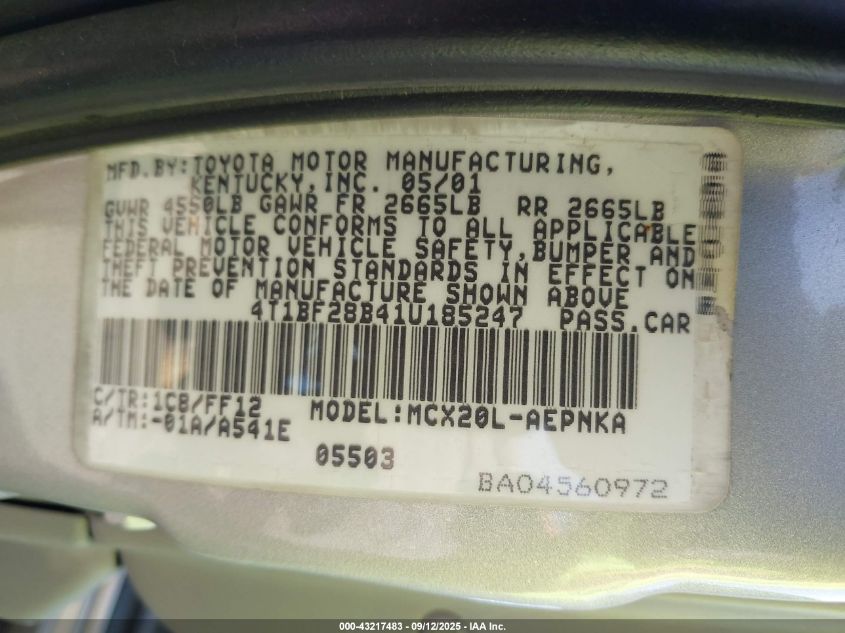 MFD.BY:TOYOTA MOTOR MANUFACTURING,
KENTUCKY,INC. 05/01
GVWR 4550LB GAWR FR 2665LB RR 2665LB
THIS VEHICLE CONFORMS TO ALL APPLICABLE
FEDERAL MOTOR VEHICLE SAFETY,BUMPER AND
THEFT PREVENTION STANDARDS IN EFFECT ON
THE DATE OF MANUFACTURE SHOWN ABOVE
4T1BF28B41U185247 PASS.CAR
C/TR:1C8/FF12 MODEL:MCX20L-AEPNKA
A/TM:-01A/A541E
05503
BA04560972
000-43217483 - 09/12/2025 - IAA Inc.